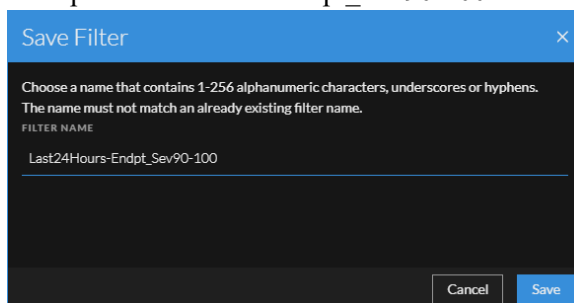 Save Filter
Choose a name that contains 1-256 alphanumeric characters, underscores or hyphens.
The name must not match an already existing filter name.
FILTER NAME
Last24Hours-Endpt_Sev90-100
Cancel Save